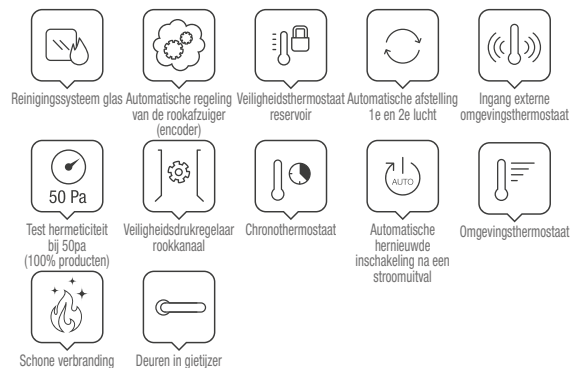 Reinigingssysteem glas
Automatische regeling
van de rookafzuiger
(encoder)
Veiligheidsthermostaat
reservoir
Automatische afstelling
1e en 2e lucht
Ingang externe
omgevingsthermostaat
50 Pa
Test hermeticiteit
bij 50pa
(100% producten)
Veiligheidsdrukregelaar
rookkanaal
Chronothermostaat
AUTO
Automatische
hernieuwde
inschakeling na een
stroomuitval
Omgevingsthermostaat
Schone verbranding
Deuren in gietijzer